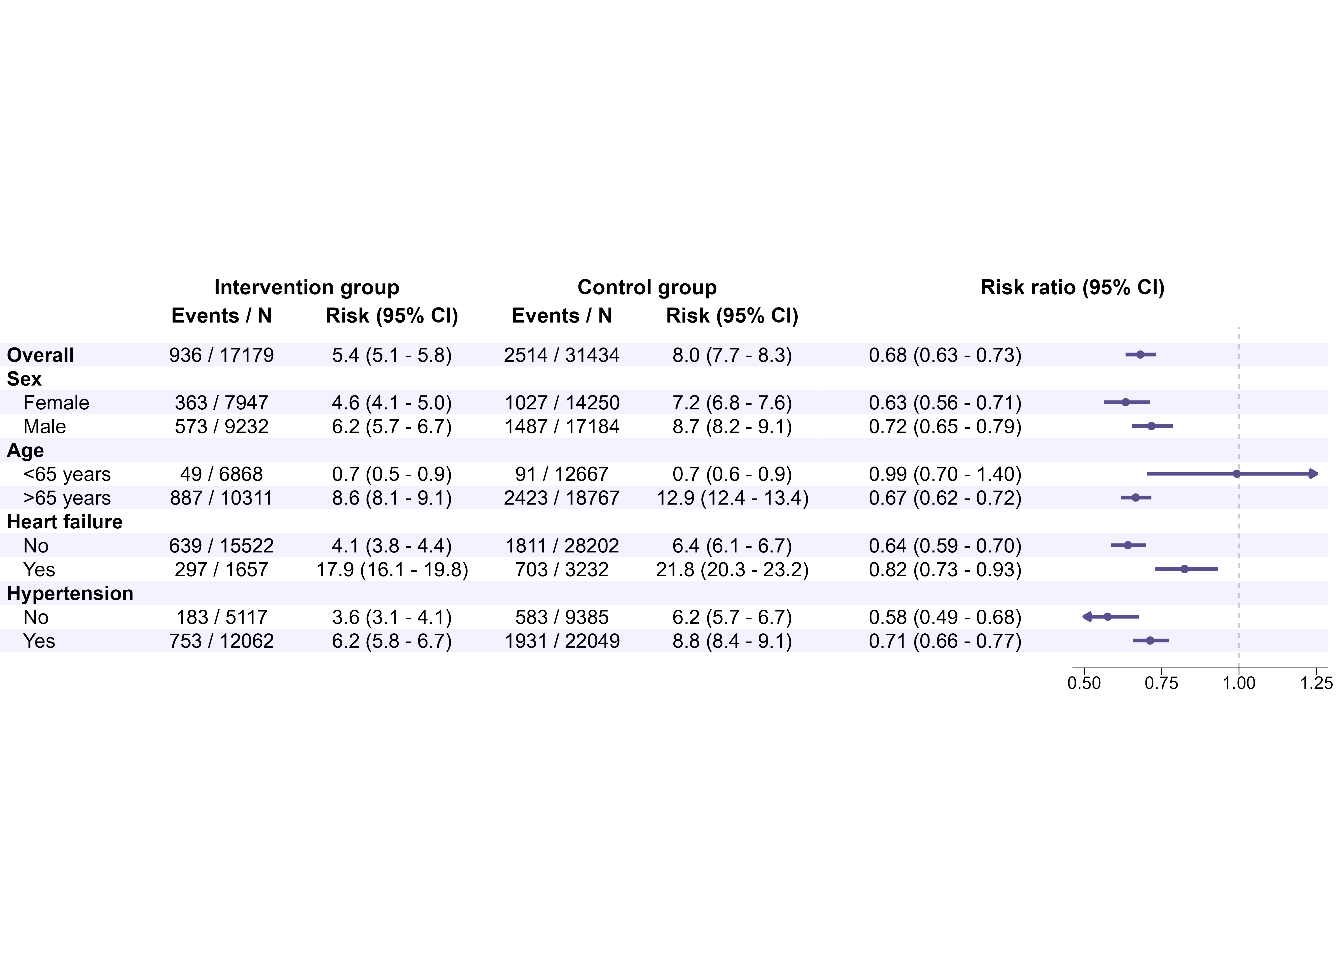 Intervention group Control group Risk ratio (95% CI)
Events / N Risk (95% CI) Events / N Risk (95% CI)
Overall 936 / 17179 5.4 (5.1 - 5.8) 2514 / 31434 8.0 (7.7 - 8.3) 0.68 (0.63 - 0.73)
Sex
Female 363 / 7947 4.6 (4.1 - 5.0) 1027 / 14250 7.2 (6.8 - 7.6) 0.63 (0.56 - 0.71)
Male 573 / 9232 6.2 (5.7 - 6.7) 1487 / 17184 8.7 (8.2 - 9.1) 0.72 (0.65 - 0.79)
Age
<65 years 49 / 6868 0.7 (0.5 - 0.9) 91 / 12667 0.7 (0.6 - 0.9) 0.99 (0.70 - 1.40)
>65 years 887 / 10311 8.6 (8.1 - 9.1) 2423 / 18767 12.9 (12.4 - 13.4) 0.67 (0.62 - 0.72)
Heart failure
No 639 / 15522 4.1 (3.8 - 4.4) 1811 / 28202 6.4 (6.1 - 6.7) 0.64 (0.59 - 0.70)
Yes 297 / 1657 17.9 (16.1 - 19.8) 703 / 3232 21.8 (20.3 - 23.2) 0.82 (0.73 - 0.93)
Hypertension
No 183 / 5117 3.6 (3.1 - 4.1) 583 / 9385 6.2 (5.7 - 6.7) 0.58 (0.49 - 0.68)
Yes 753 / 12062 6.2 (5.8 - 6.7) 1931 / 22049 8.8 (8.4 - 9.1) 0.71 (0.66 - 0.77)
0.50 0.75 1.00 1.25